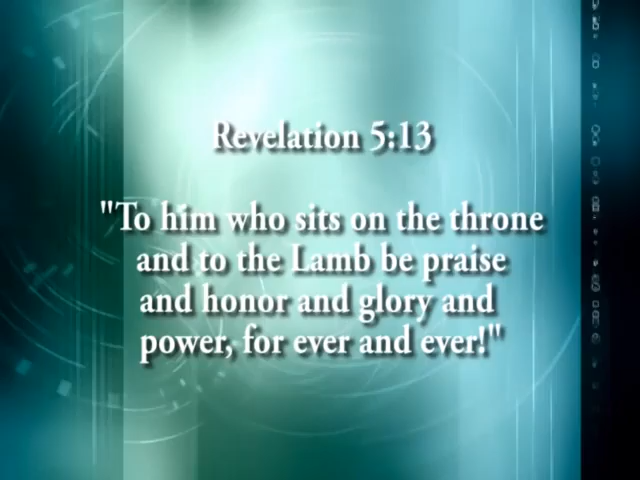 Revelation 5:13
"To him who sits on the throne
and to the Lamb be praise
and honor and glory and
power, for ever and ever!"